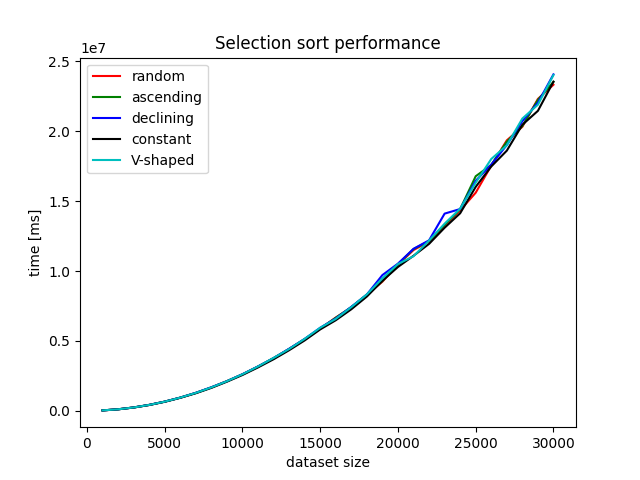 Selection sort performance
1e7
2.5
2.0
1.5
1.0
0.5
0.0
time [ms]
random
ascending
declining
constant
V-shaped
0 5000 10000 15000 20000 25000 30000
dataset size